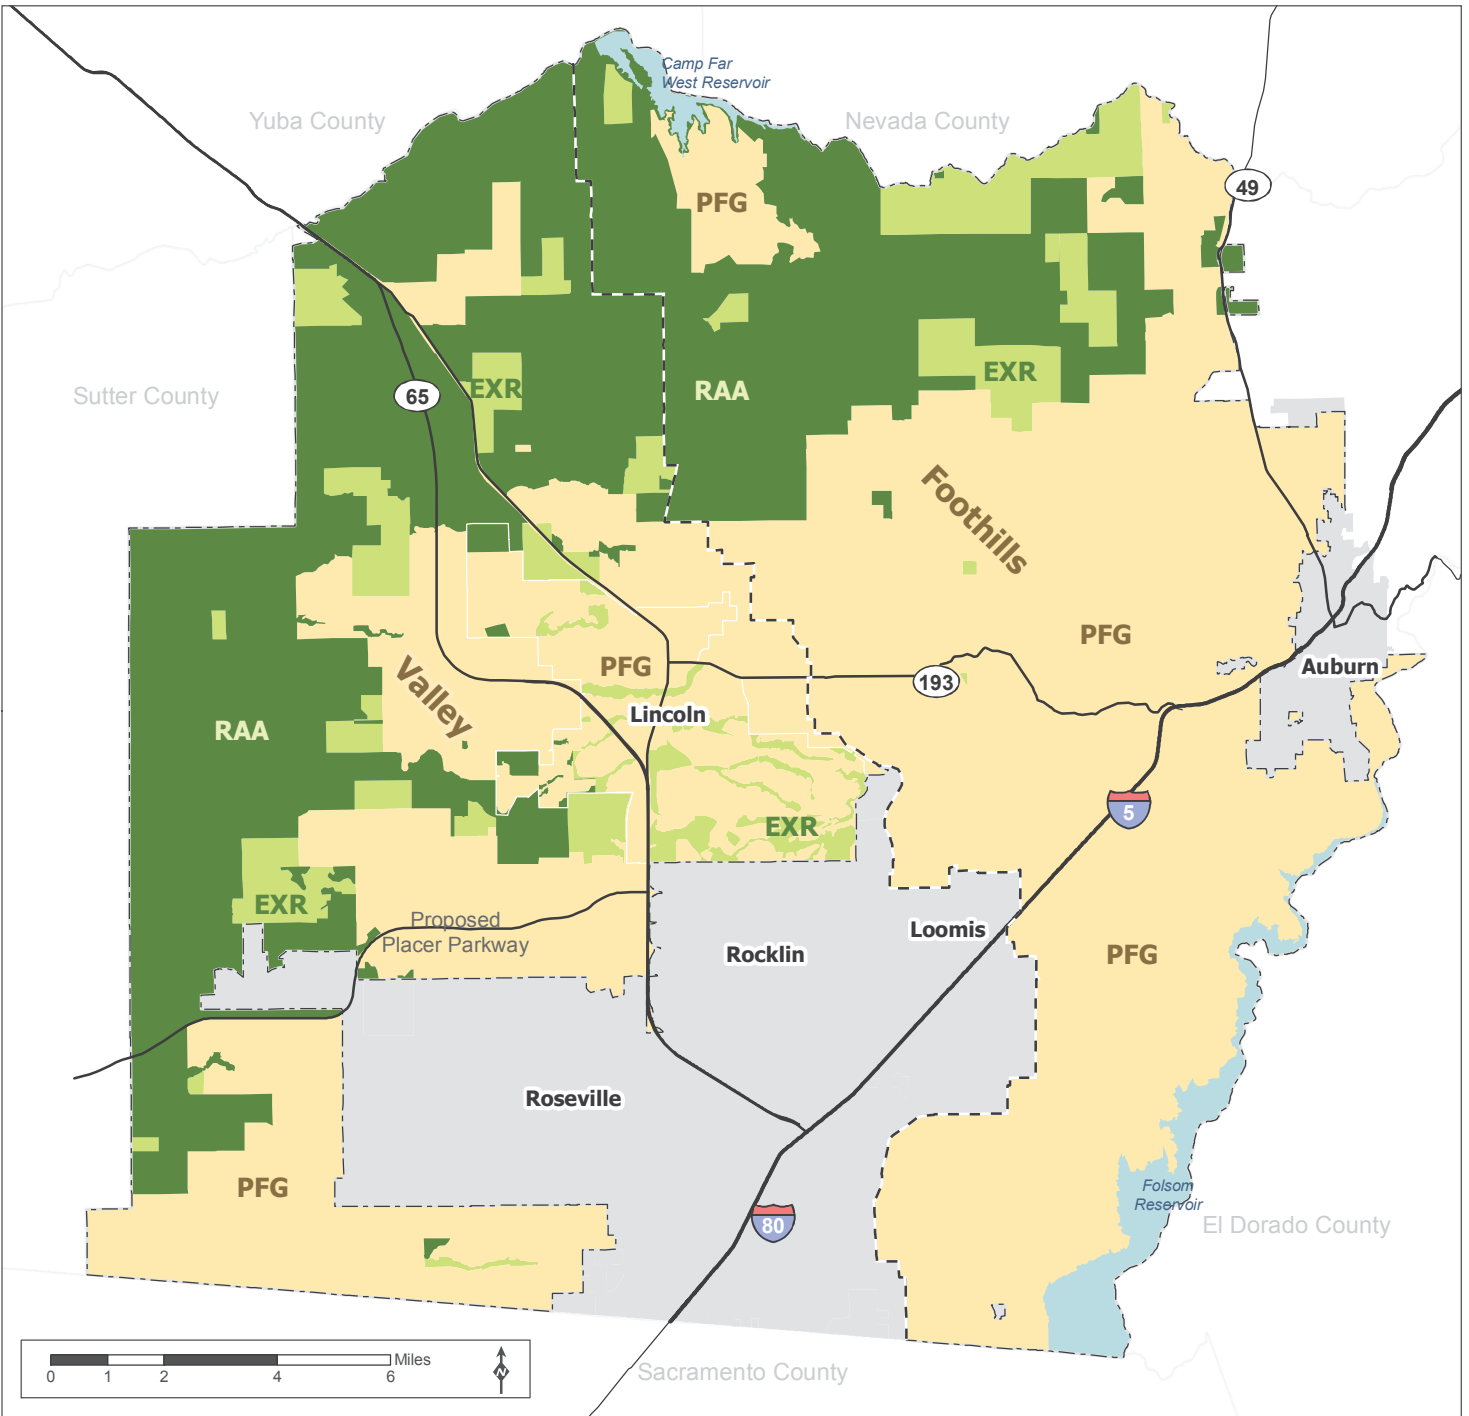 Camp Far
West Reservoir
Yuba County
Nevada County
49
PFG
Sutter County
65
EXR
RAA
EXR
Foothills
PFG
Auburn
PFG
Valley
193
Lincoln
RAA
5
EXR
EXR
Proposed
Placer Parkway
Rocklin
Loomis
PFG
Roseville
PFG
Folsom
Reservoir
80
El Dorado County
Miles
0 1 2 4 6
N
Sacramento County